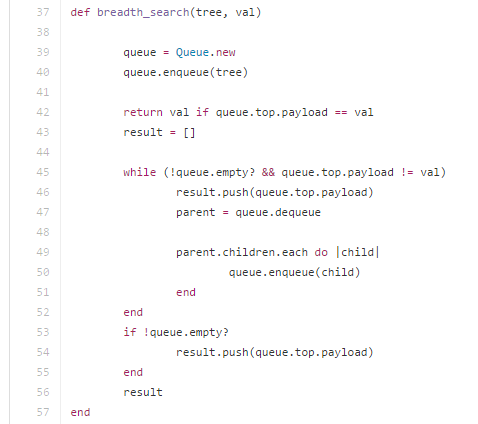 37 def breadth_search(tree, val)
38
39 queue = Queue.new
40 queue.enqueue(tree)
41
42 return val if queue.top.payload == val
43 result = []
44
45 while (!queue.empty? && queue.top.payload != val)
46 result.push(queue.top.payload)
47 parent = queue.dequeue
48
49 parent.children.each do |child|
50 queue.enqueue(child)
51 end
52 end
53 if !queue.empty?
54 result.push(queue.top.payload)
55 end
56 result
57 end